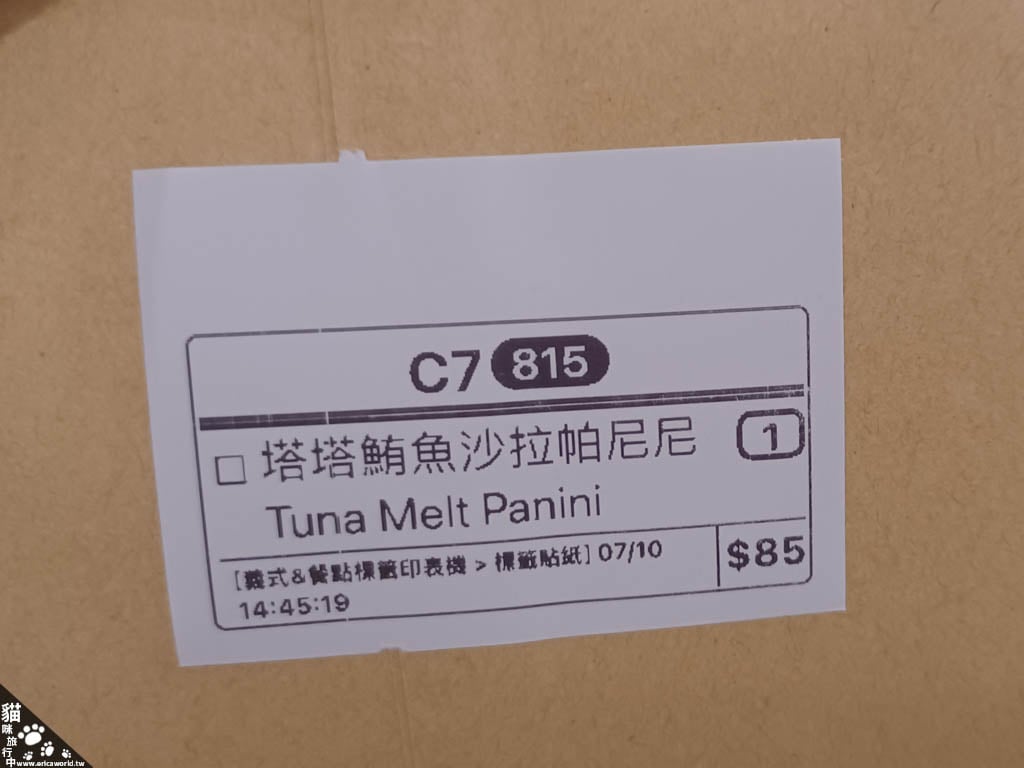 C7 815
□ 塔塔鮪魚沙拉帕尼尼 1
Tuna Melt Panini
[義式&餐點標籤印表機 > 標籤貼紙] 07/10
14:45:19
$85
貓咪旅行中
www.ericaworld.tw